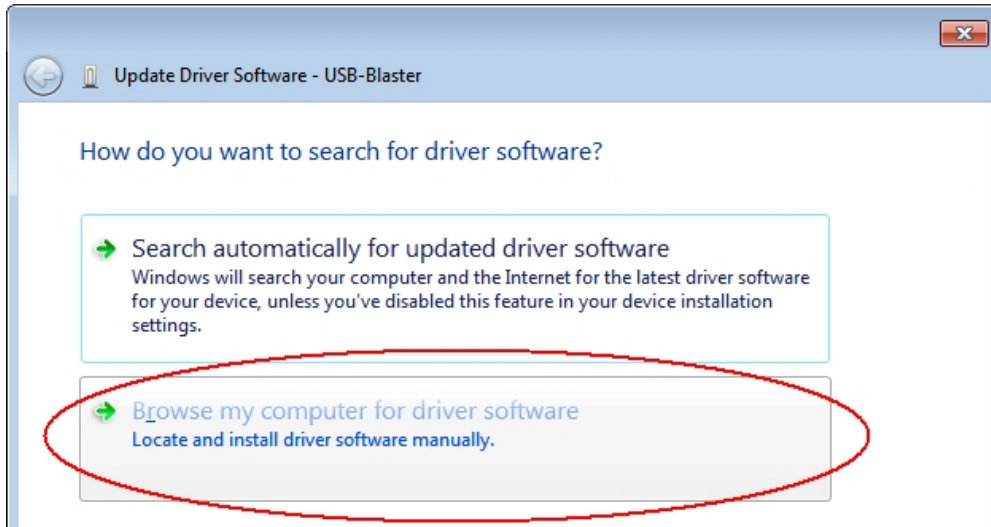 Update Driver Software - USB-Blaster
How do you want to search for driver software?
Search automatically for updated driver software
Windows will search your computer and the Internet for the latest driver software
for your device, unless you've disabled this feature in your device installation
settings.
Browse my computer for driver software
Locate and install driver software manually.